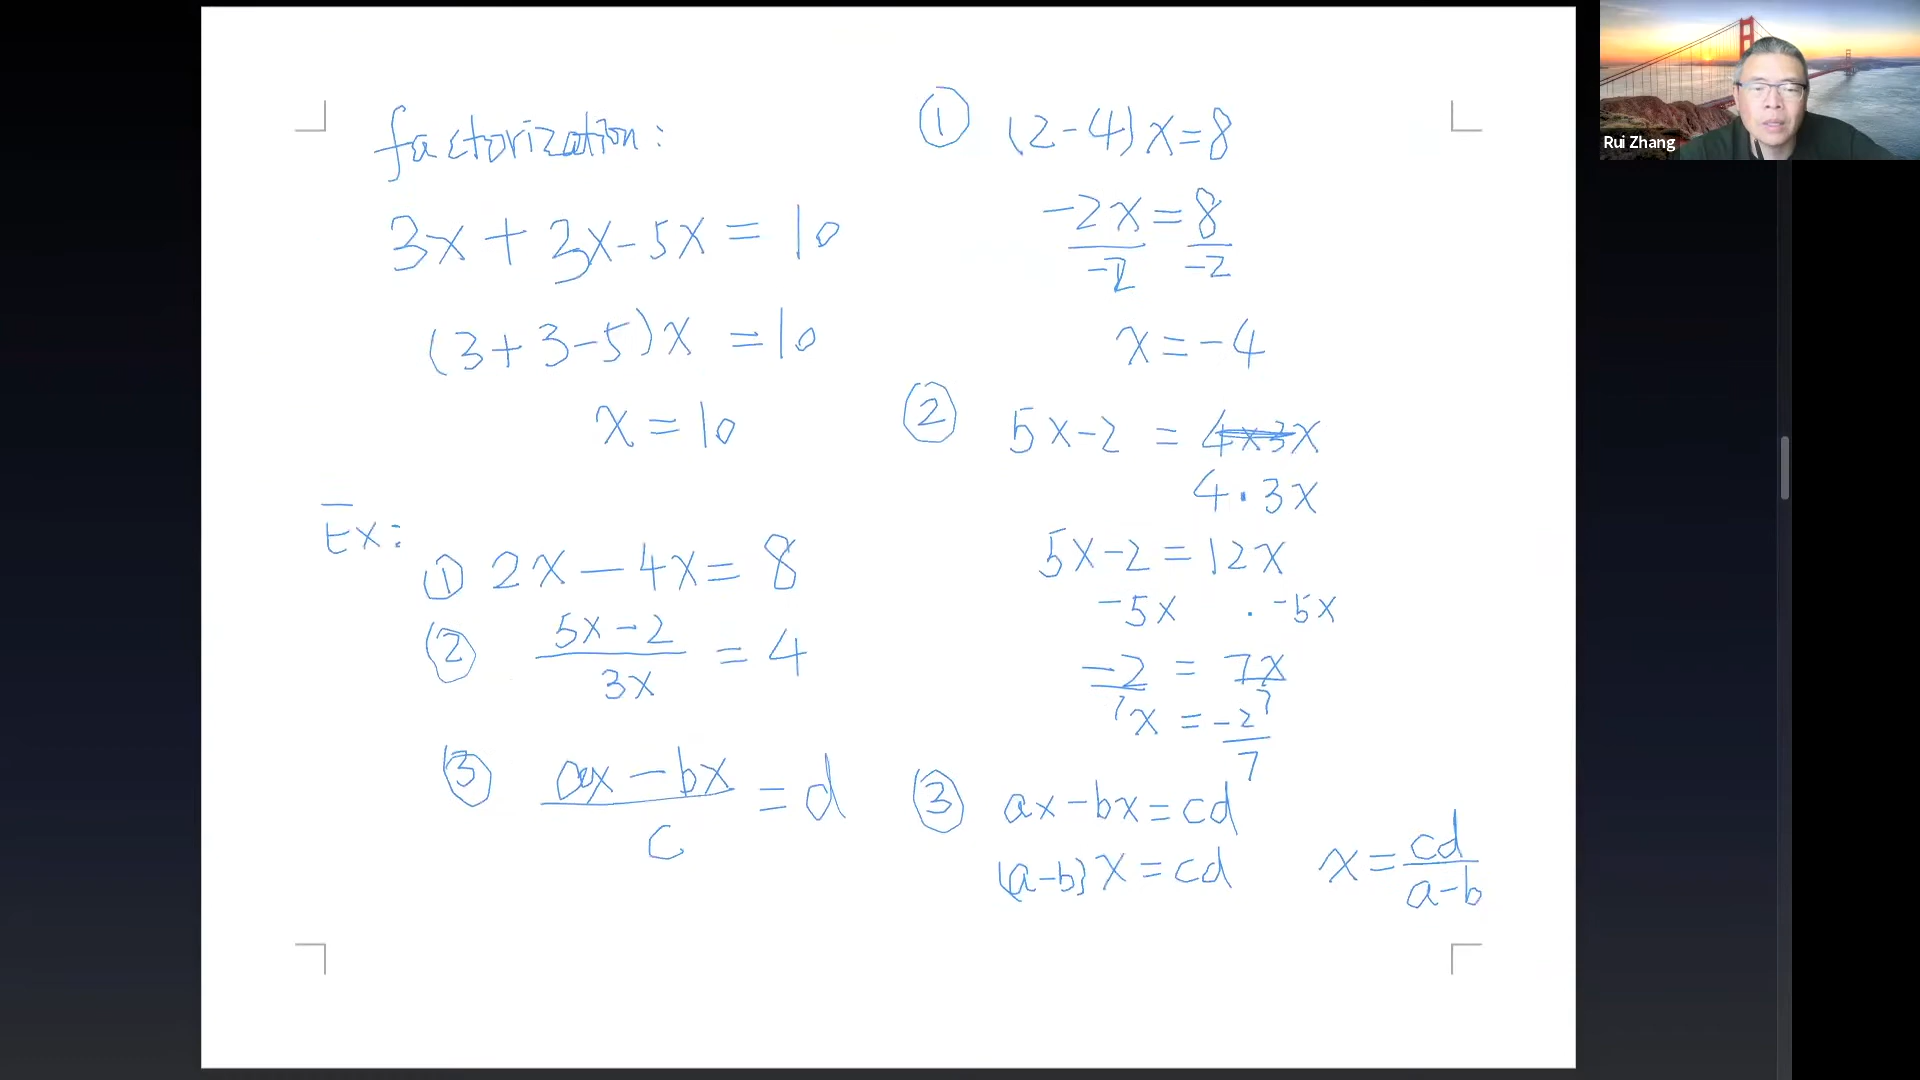 factorization:
3x + 3x - 5x = 10
(3+3-5)x = 10
x = 10
Ex:
① 2x - 4x = 8
② (5x-2)/(3x) = 4
③ (ax - bx)/c = d
① (2-4)x = 8
-2x/-2 = 8/-2
x = -4
② 5x-2 = 4x3x
4·3x
5x-2 = 12x
-5x · -5x
-2/7 = 7x/7
x = -2/7
③ ax-bx = cd
(a-b)x = cd
x = cd/(a-b)
Rui Zhang